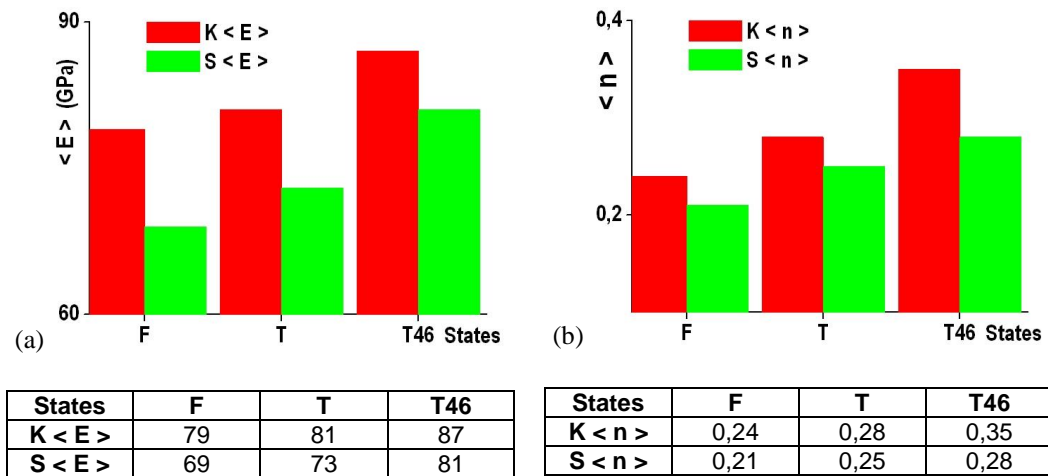 90
K < E >
S < E >
< E > (GPa)
60
F T T46 States
(a)
0,4
K < n >
S < n >
< n >
0,2
F T T46 States
(b)
States F T T46
K < E > 79 81 87
S < E > 69 73 81
States F T T46
K < n > 0,24 0,28 0,35
S < n > 0,21 0,25 0,28